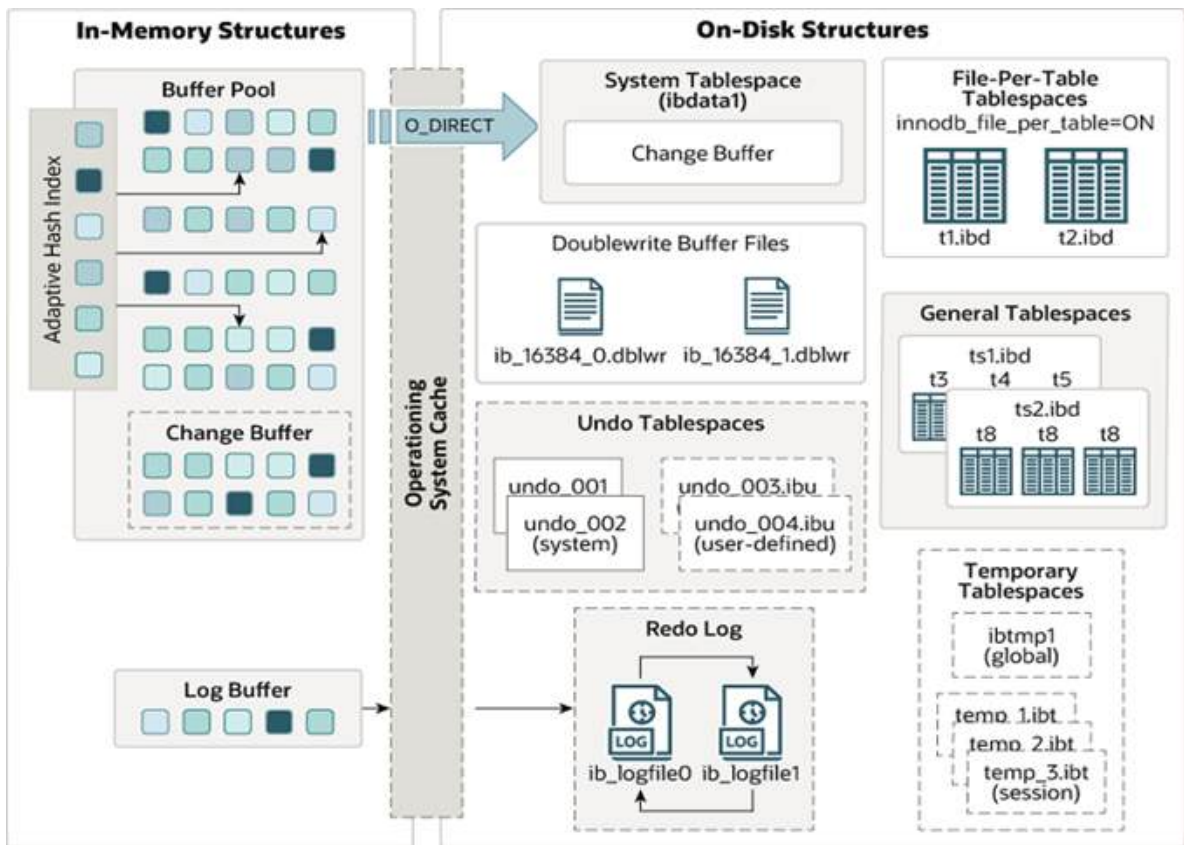 In-Memory Structures
Buffer Pool
Adaptive Hash Index
Change Buffer
Log Buffer
Operationing
System Cache
O_DIRECT
On-Disk Structures
System Tablespace
(ibdata1)
Change Buffer
File-Per-Table
Tablespaces
innodb_file_per_table=ON
t1.ibd
t2.ibd
Doublewrite Buffer Files
ib_16384_0.dblwr
ib_16384_1.dblwr
General Tablespaces
ts1.ibd
t3 t4 t5
ts2.ibd
t8 t8 t8
Undo Tablespaces
undo_001
undo_002
(system)
undo_003.ibu
undo_004.ibu
(user-defined)
Temporary
Tablespaces
ibtmp1
(global)
temp_1.ibt
temp_2.ibt
temp_3.ibt
(session)
Redo Log
LOG
LOG
ib_logfile0
ib_logfile1